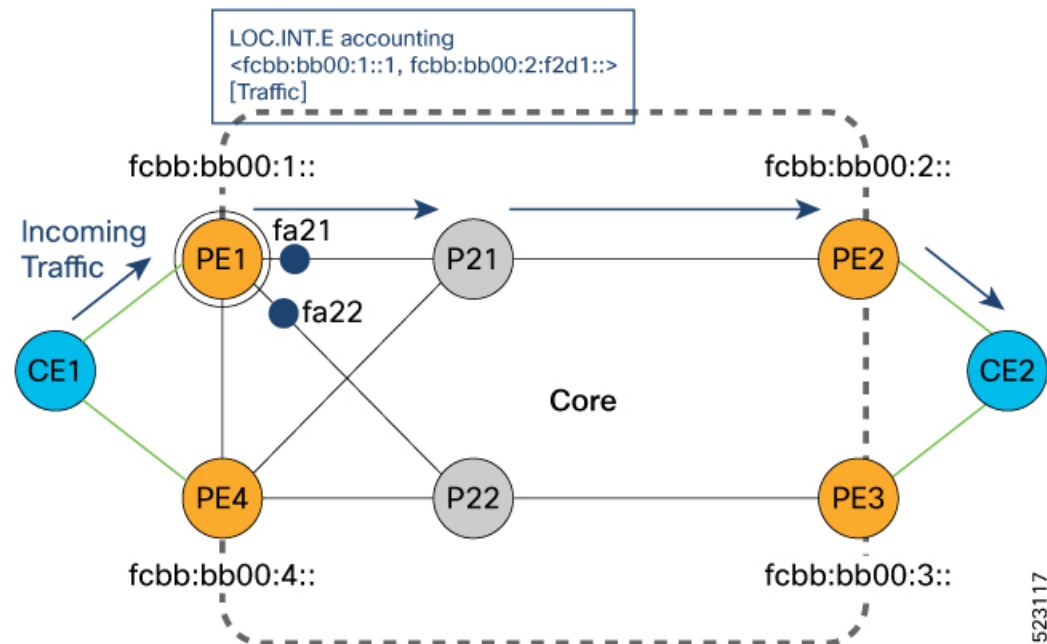 LOC.INT.E accounting
<fcbb:bb00:1::1, fcbb:bb00:2:f2d1::>
[Traffic]
fcbb:bb00:1::
fcbb:bb00:2::
Incoming
Traffic
PE1
fa21
P21
PE2
fa22
CE1
CE2
Core
PE4
P22
PE3
fcbb:bb00:4::
fcbb:bb00:3::
523117